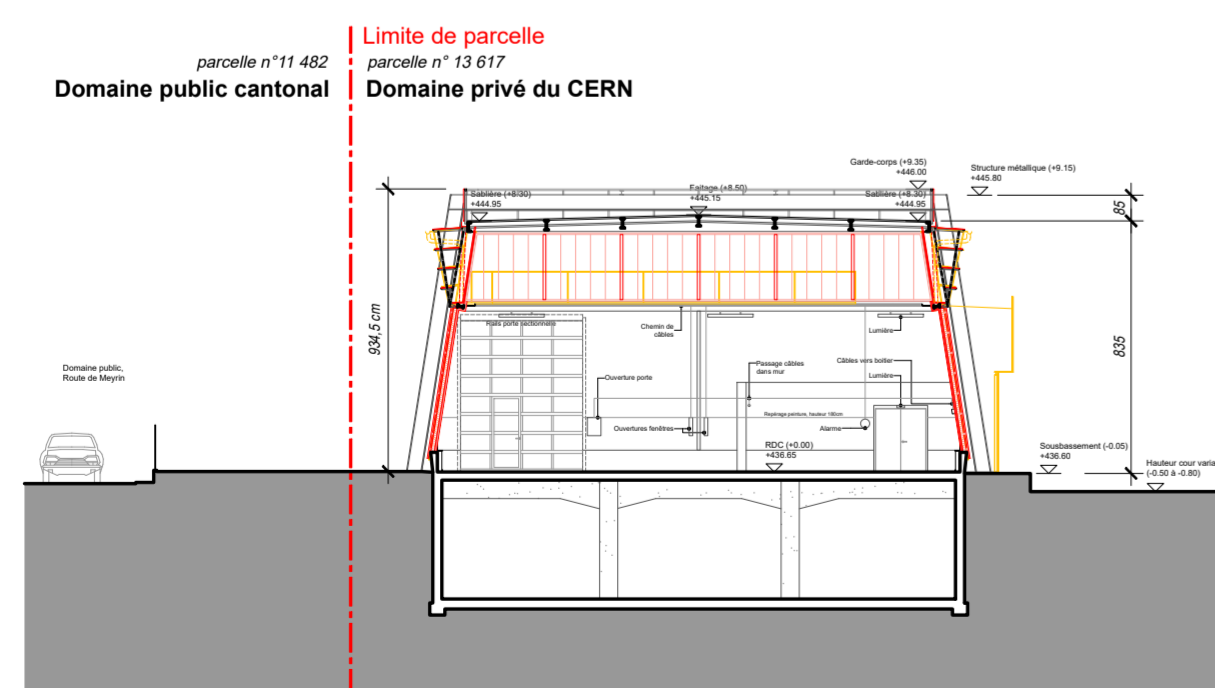 Limite de parcelle
parcelle n°11 482
parcelle n° 13 617
Domaine public cantonal
Domaine privé du CERN
Garde-corps (+9.35)
+446.00
Structure métallique (+9.15)
+445.80
Sablière (+8.30)
+444.95
Faitage (+8.50)
+445.15
Sablière (+8.30)
+444.95
85
934,5 cm
835
Rails porte sectionnelle
Chemin de
câbles
Lumière
Domaine public,
Route de Meyrin
Passage câbles
dans mur
Câbles vers boitier
Lumière
Ouverture porte
Repérage peinture, hauteur 180cm
Ouvertures fenêtres
Alarme
RDC (+0.00)
+436.65
Sousbassement (-0.05)
+436.60
Hauteur cour varia
(-0.50 à -0.80)